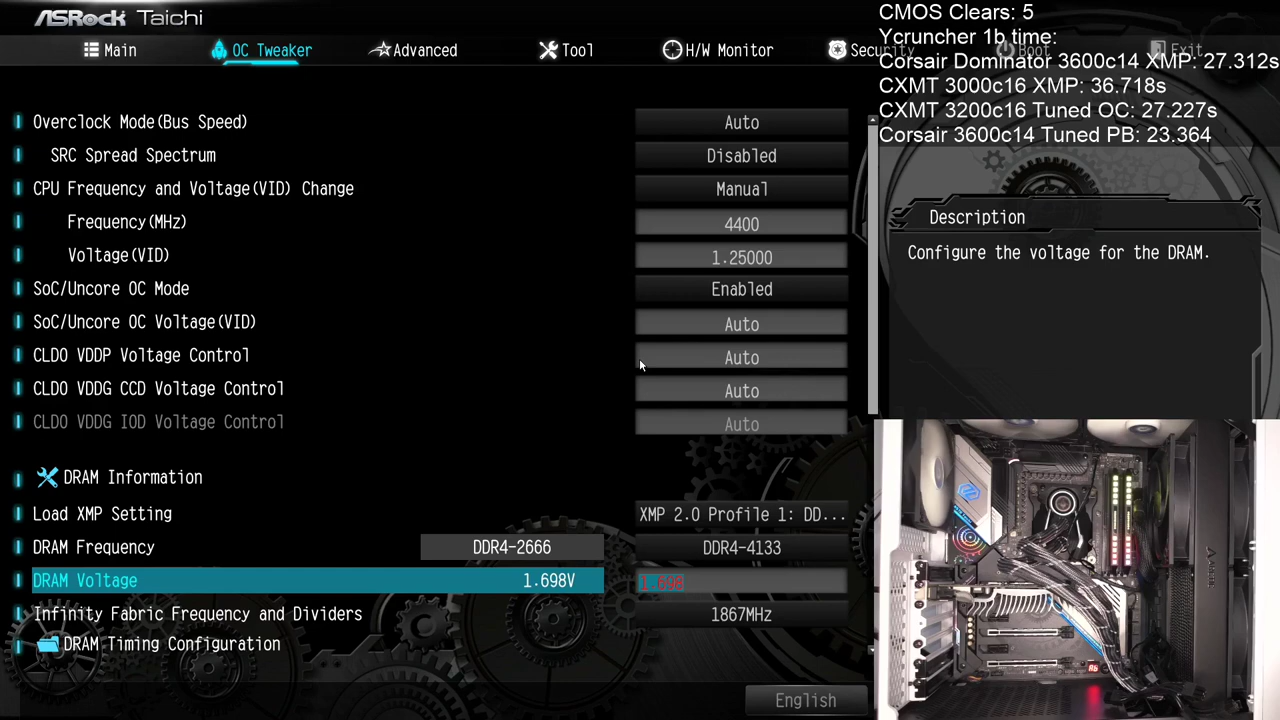 ASRock Taichi
CMOS Clears: 5
Ycruncher 1b time:
Corsair Dominator 3600c14 XMP: 27.312s
CXMT 3000c16 XMP: 36.718s
CXMT 3200c16 Tuned OC: 27.227s
Corsair 3600c14 Tuned PB: 23.364
Main OC Tweaker Advanced Tool H/W Monitor Security Boot Exit
Overclock Mode(Bus Speed) Auto
SRC Spread Spectrum Disabled
CPU Frequency and Voltage(VID) Change Manual
Frequency(MHz) 4400
Voltage(VID) 1.25000
SoC/Uncore OC Mode Enabled
SoC/Uncore OC Voltage(VID) Auto
CLDO VDDP Voltage Control Auto
CLDO VDDG CCD Voltage Control Auto
CLDO VDDG IOD Voltage Control Auto
DRAM Information
Load XMP Setting XMP 2.0 Profile 1: DD...
DRAM Frequency DDR4-2666 DDR4-4133
DRAM Voltage 1.698V 1.698
Infinity Fabric Frequency and Dividers 1867MHz
DRAM Timing Configuration
English
Description
Configure the voltage for the DRAM.